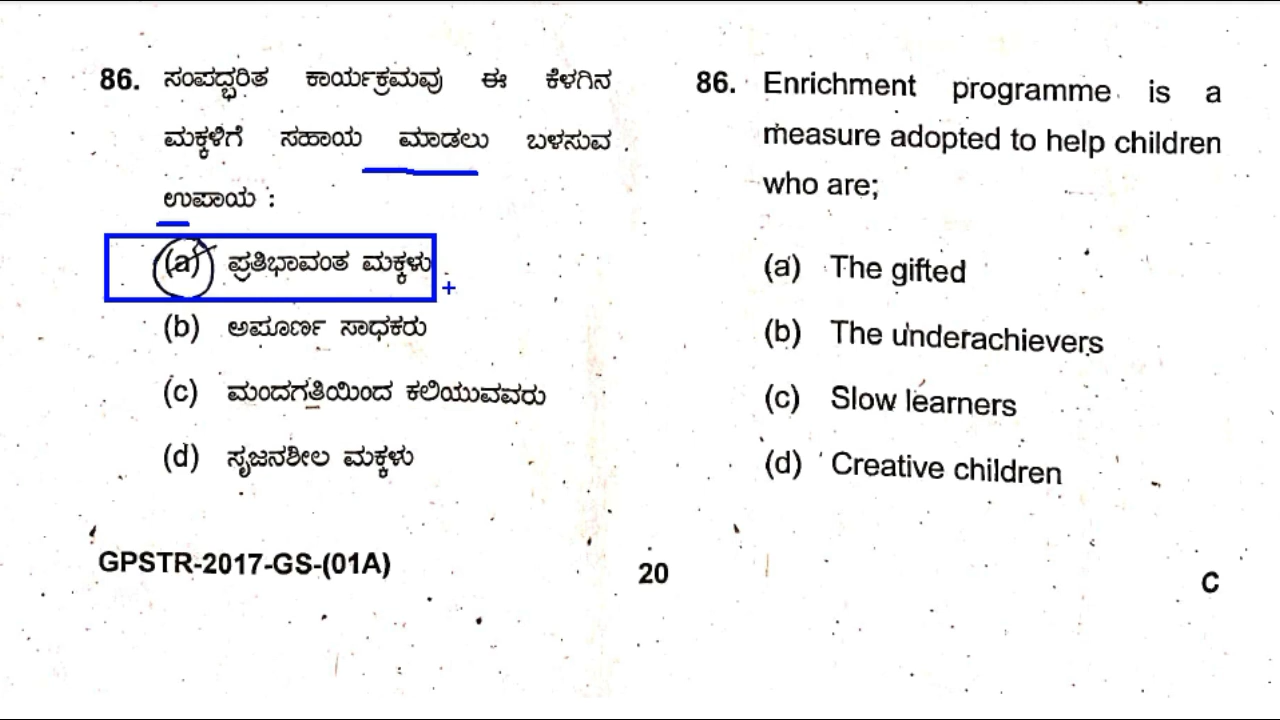 86. ಸಂಪದ್ಭರಿತ ಕಾರ್ಯಕ್ರಮವು ಈ ಕೆಳಗಿನ
ಮಕ್ಕಳಿಗೆ ಸಹಾಯ ಮಾಡಲು ಬಳಸುವ
ಉಪಾಯ :
(a) ಪ್ರತಿಭಾವಂತ ಮಕ್ಕಳು
(b) ಅಪೂರ್ಣ ಸಾಧಕರು
(c) ಮಂದಗತ್ತಿಯಿಂದ ಕಲಿಯುವವರು
(d) ಸೃಜನಶೀಲ ಮಕ್ಕಳು
86. Enrichment programme is a
measure adopted to help children
who are;
(a) The gifted
(b) The underachievers
(c) Slow learners
(d) Creative children
GPSTR-2017-GS-(01A)
20
C